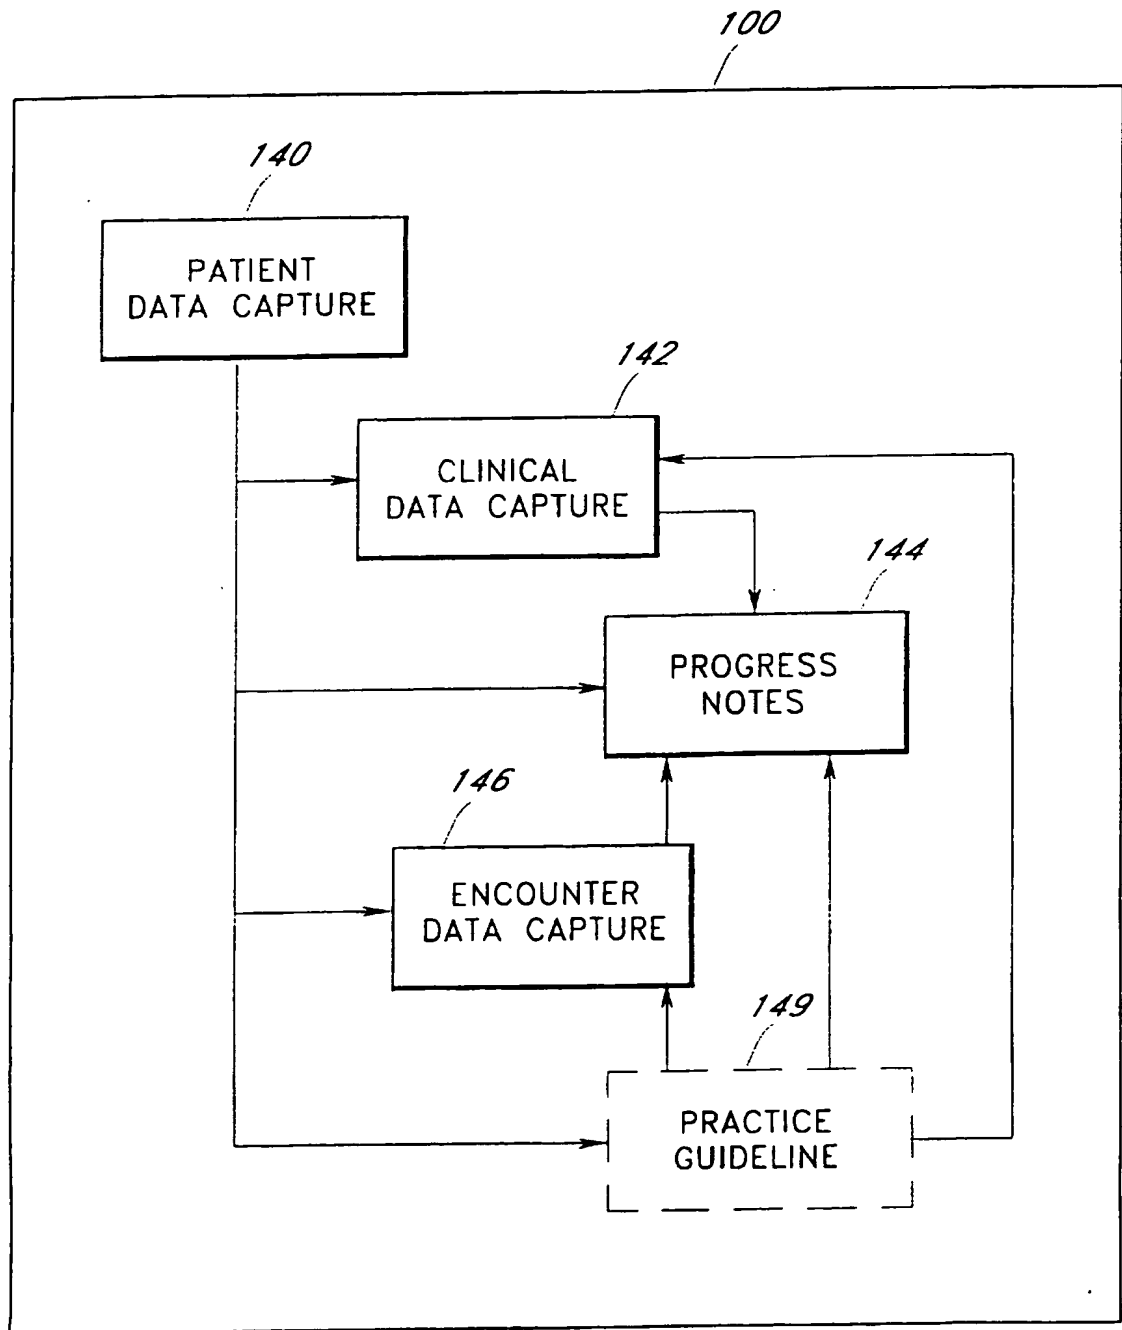 100
140
PATIENT
DATA CAPTURE
142
CLINICAL
DATA CAPTURE
144
PROGRESS
NOTES
146
ENCOUNTER
DATA CAPTURE
149
PRACTICE
GUIDELINE